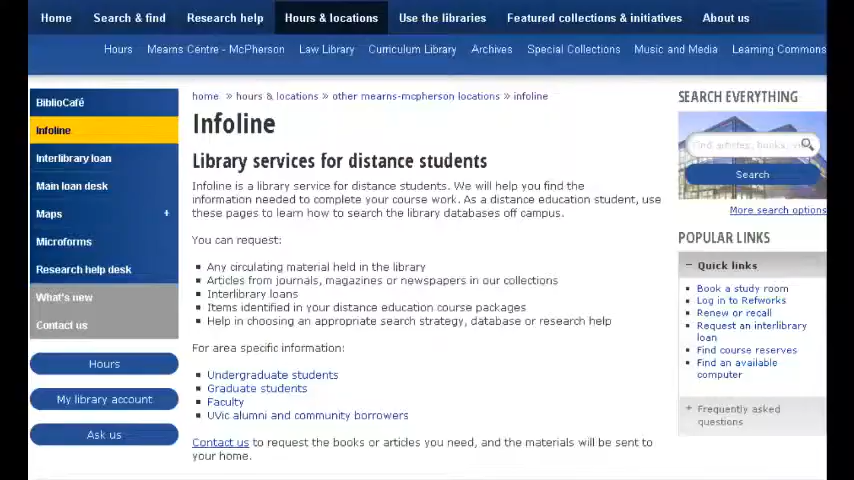 Home Search & find Research help Hours & locations Use the libraries Featured collections & initiatives About us
Hours Mearns Centre - McPherson Law Library Curriculum Library Archives Special Collections Music and Media Learning Commons
BiblioCafé
Infoline
Interlibrary loan
Main loan desk
Maps +
Microforms
Research help desk
What's new
Contact us
Hours
My library account
Ask us
home » hours & locations » other mearns-mcpherson locations » infoline
Infoline
Library services for distance students
Infoline is a library service for distance students. We will help you find the
information needed to complete your course work. As a distance education student, use
these pages to learn how to search the library databases off campus.
You can request:
Any circulating material held in the library
Articles from journals, magazines or newspapers in our collections
Interlibrary loans
Items identified in your distance education course packages
Help in choosing an appropriate search strategy, database or research help
For area specific information:
Undergraduate students
Graduate students
Faculty
UVic alumni and community borrowers
Contact us to request the books or articles you need, and the materials will be sent to
your home.
SEARCH EVERYTHING
Find articles, books,
Search
More search options
POPULAR LINKS
− Quick links
Book a study room
Log in to Refworks
Renew or recall
Request an interlibrary
loan
Find course reserves
Find an available
computer
+ Frequently asked
questions